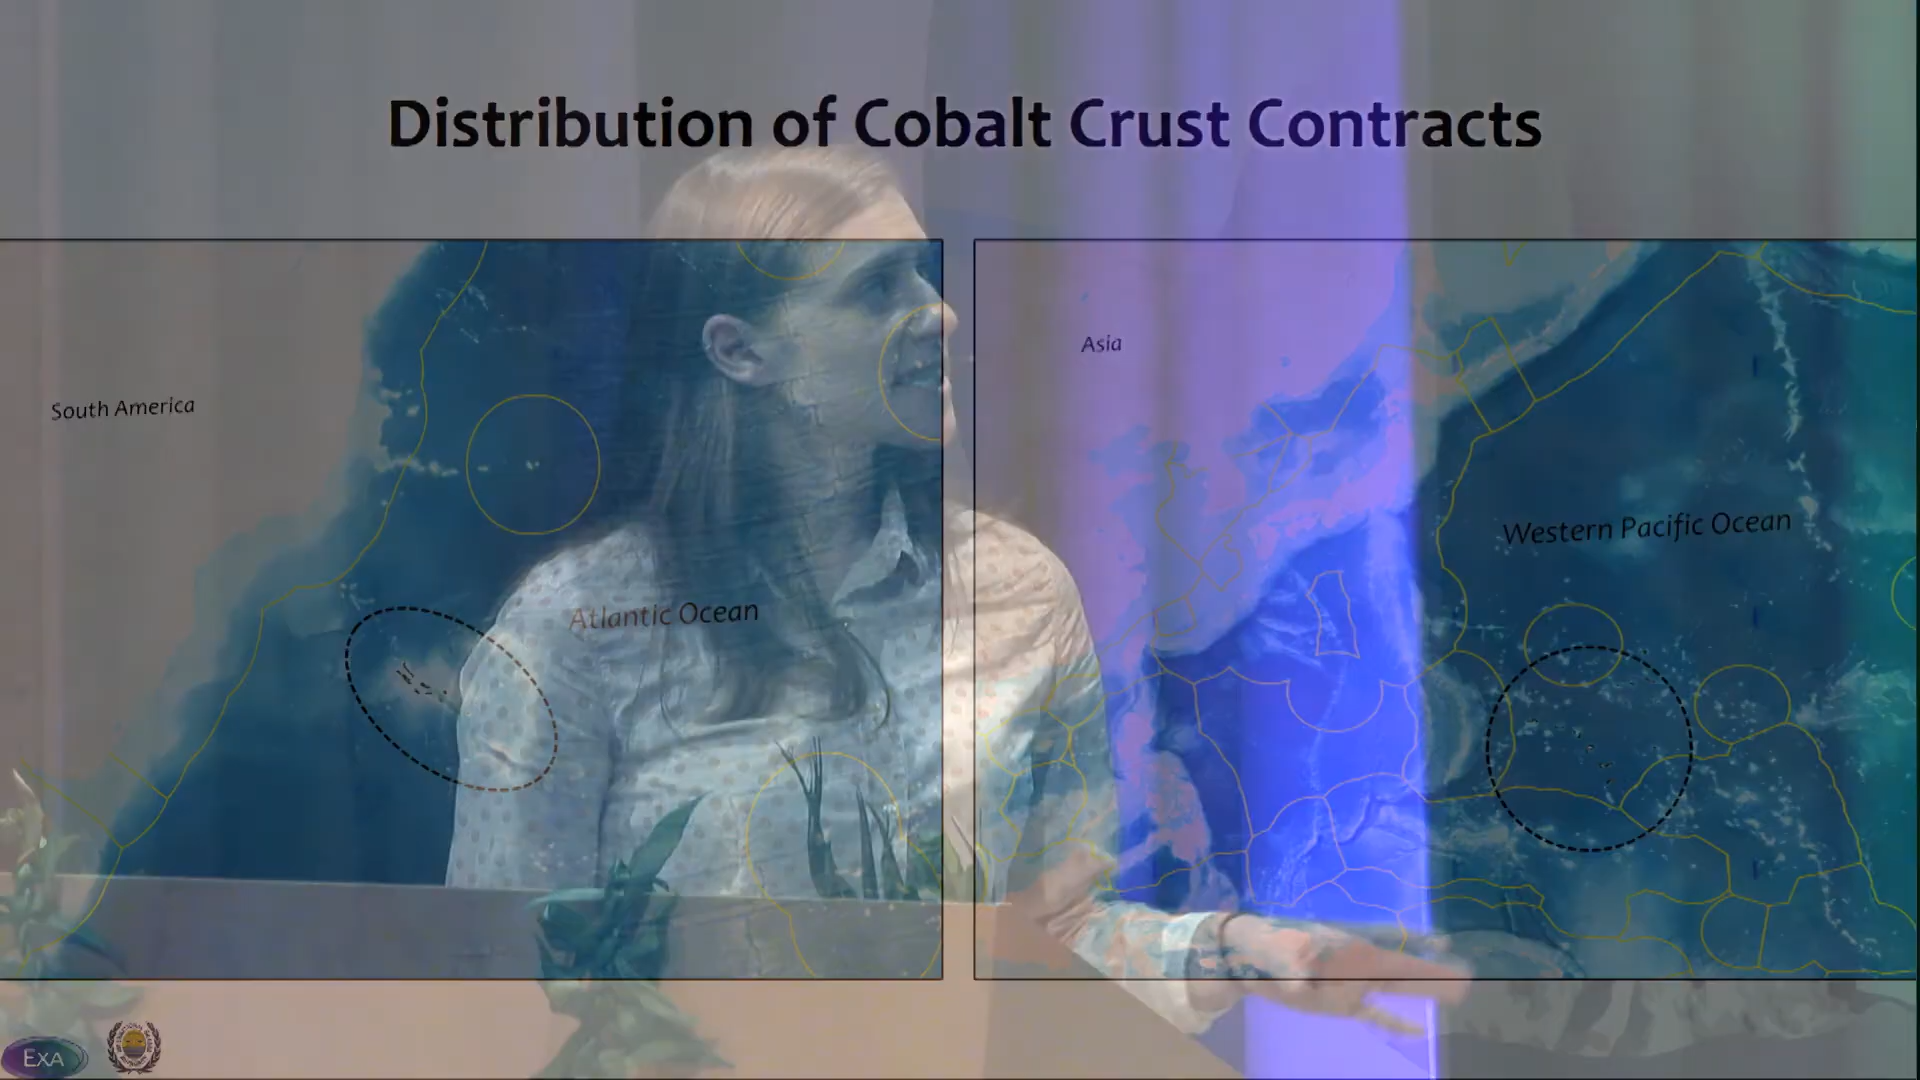 Distribution of Cobalt Crust Contracts
Asia
South America
Western Pacific Ocean
Atlantic Ocean
EXA